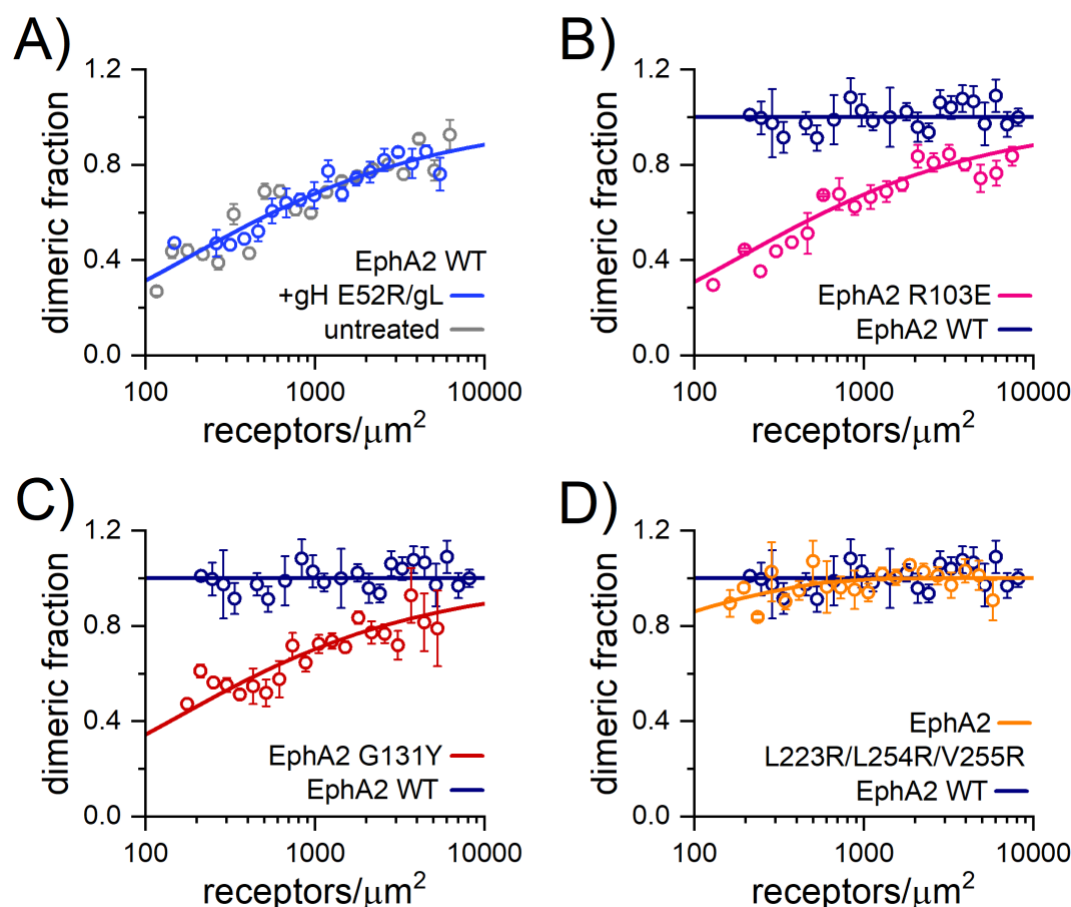 A)
dimeric fraction
1.2
0.8
0.4
0.0
EphA2 WT
+gH E52R/gL
untreated
100
1000
10000
receptors/μm²
B)
dimeric fraction
1.2
0.8
0.4
0.0
EphA2 R103E
EphA2 WT
100
1000
10000
receptors/μm²
C)
dimeric fraction
1.2
0.8
0.4
0.0
EphA2 G131Y
EphA2 WT
100
1000
10000
receptors/μm²
D)
dimeric fraction
1.2
0.8
0.4
0.0
EphA2
L223R/L254R/V255R
EphA2 WT
100
1000
10000
receptors/μm²